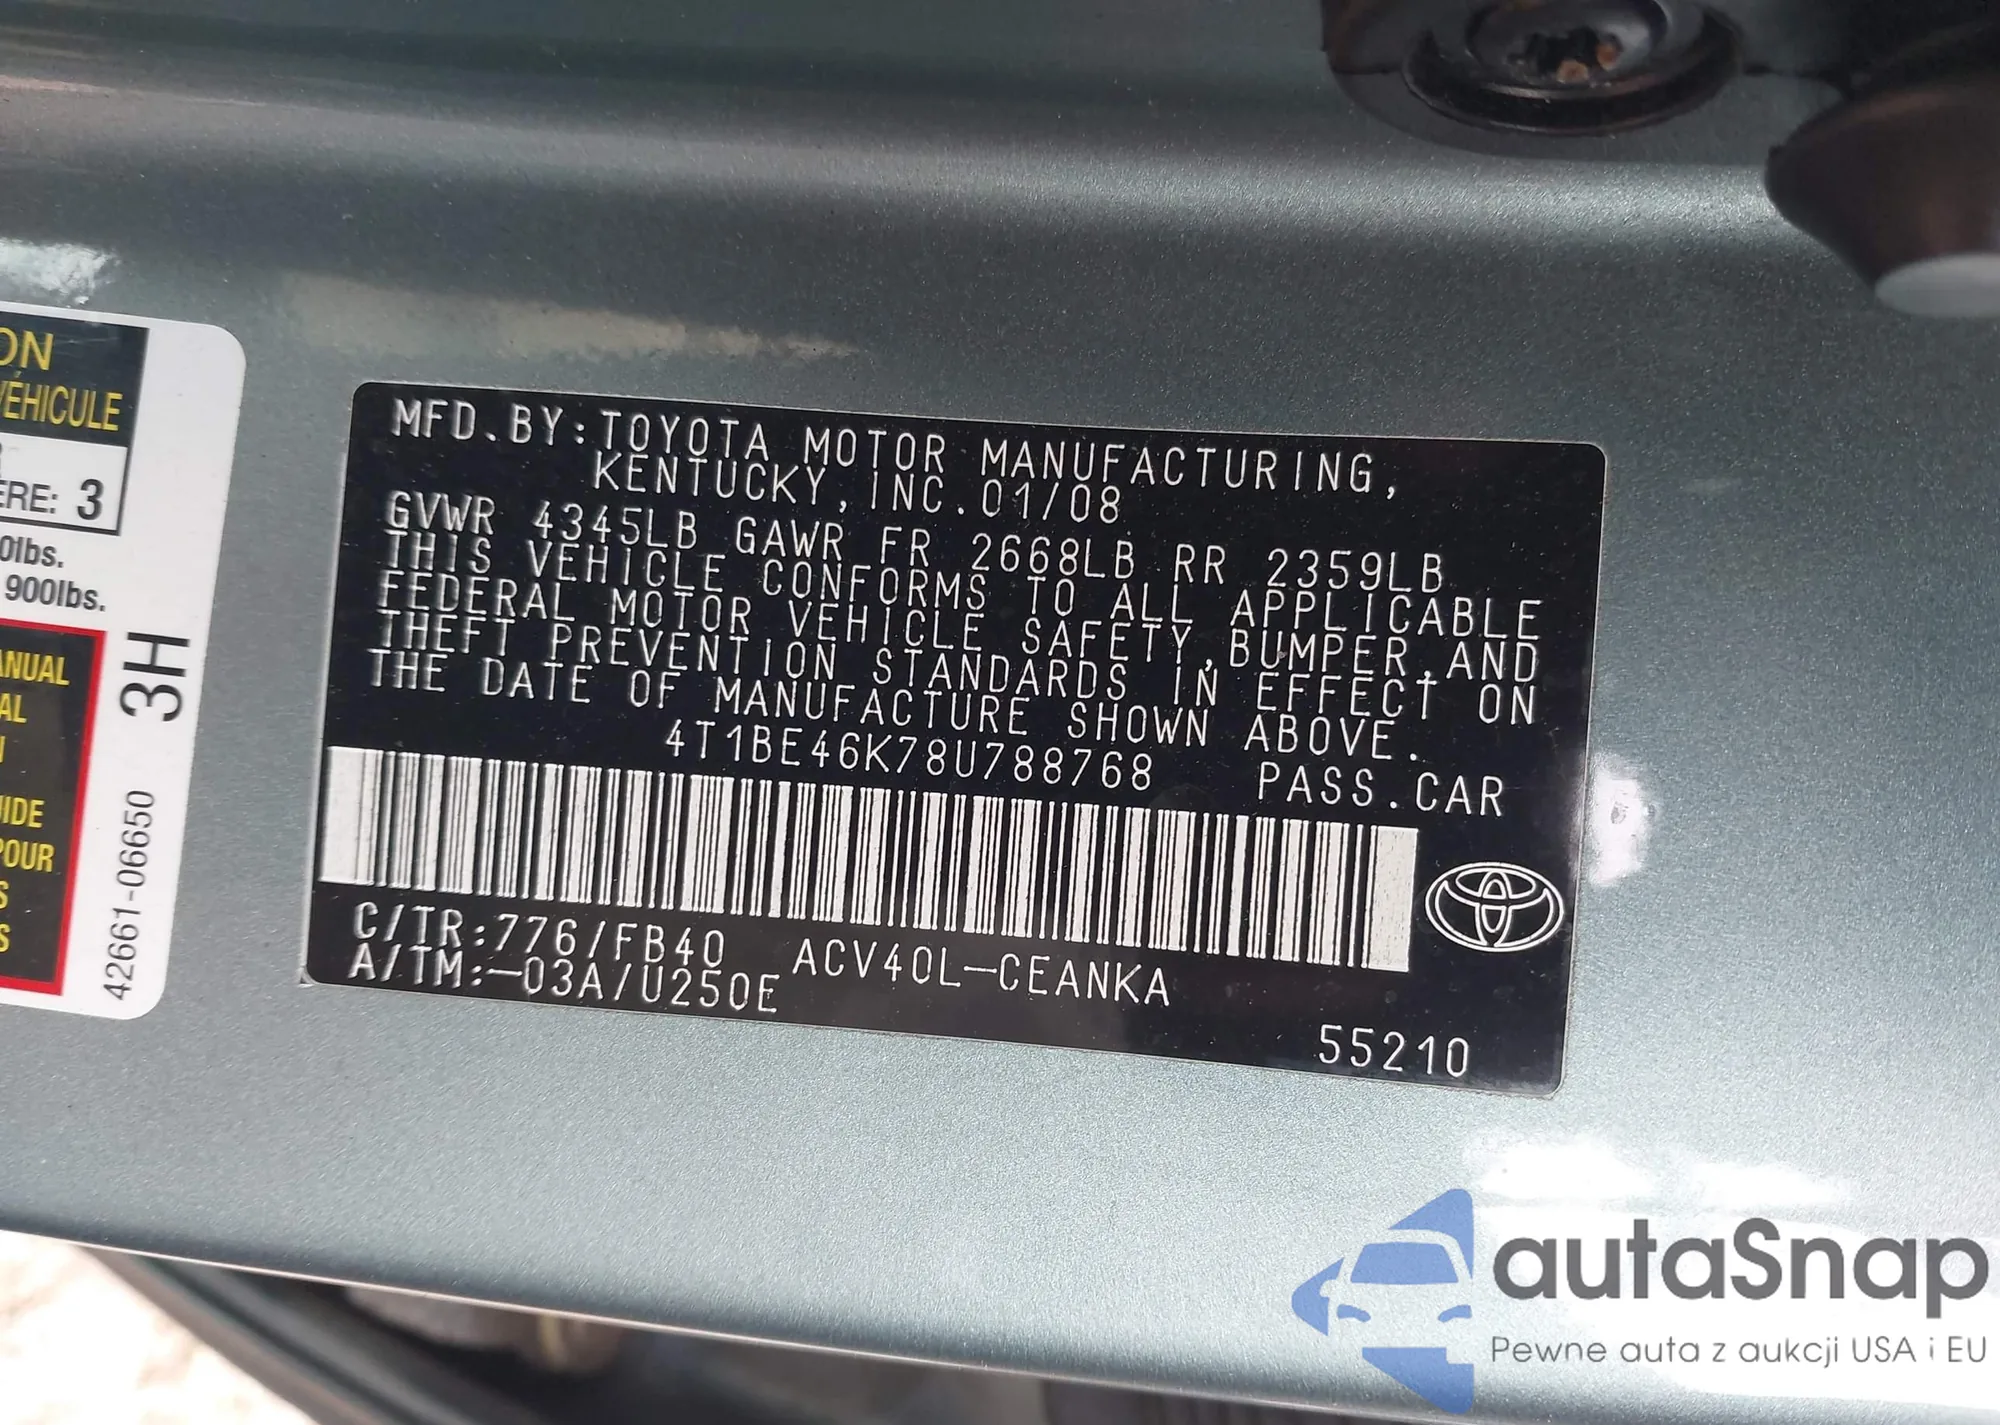 ON
VÉHICULE
ÈRE: 3
0lbs.
900lbs.
ANUAL
AL
IDE
POUR
S
S
3H
42661-06650
MFD.BY:TOYOTA MOTOR MANUFACTURING,
KENTUCKY,INC.01/08
GVWR 4345LB GAWR FR 2668LB RR 2359LB
THIS VEHICLE CONFORMS TO ALL APPLICABLE
FEDERAL MOTOR VEHICLE SAFETY,BUMPER,AND
THEFT PREVENTION STANDARDS IN EFFECT ON
THE DATE OF MANUFACTURE SHOWN ABOVE.
4T1BE46K78U788768 PASS.CAR
C/TR:776/FB40 ACV40L-CEANKA
A/TM:-03A/U250E
55210
autaSnap
Pewne auta z aukcji USA i EU